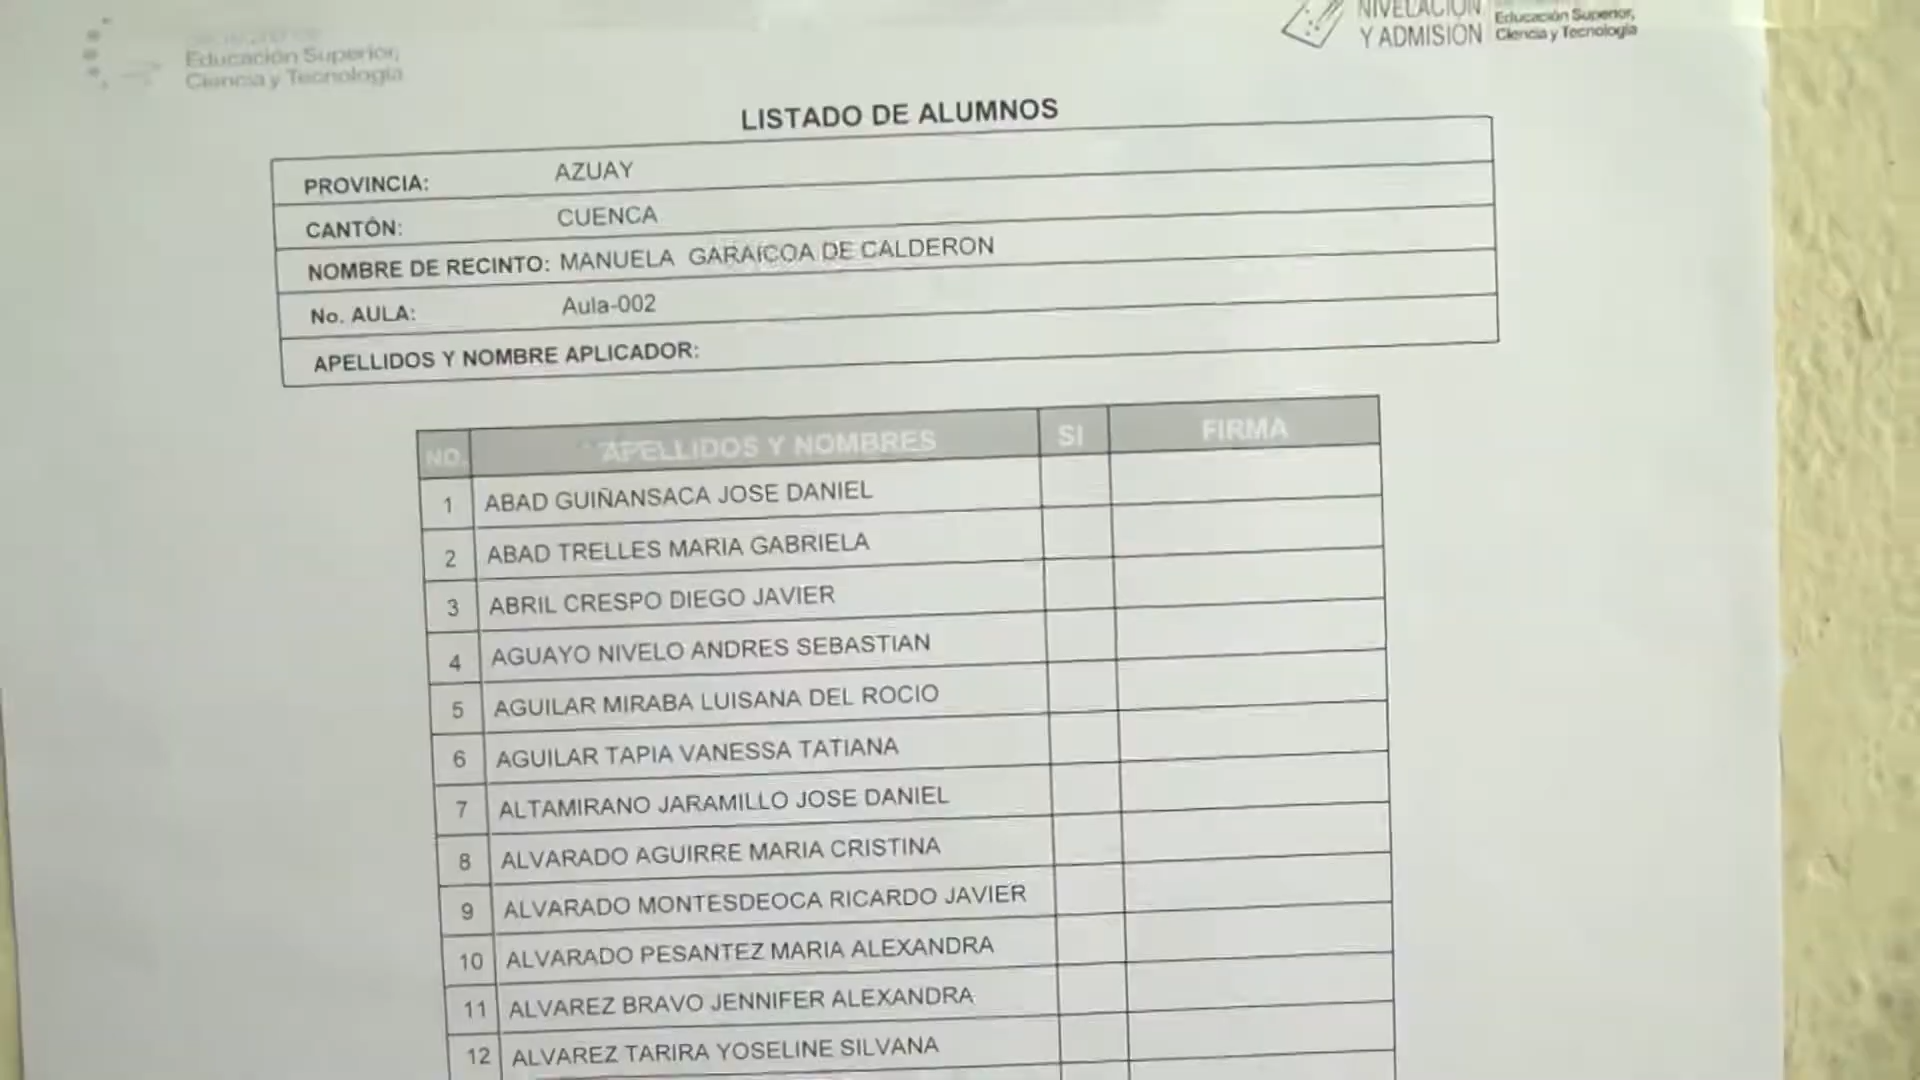 Educación Superior,
Ciencia y Tecnología
NIVELACIÓN
Y ADMISIÓN
Educación Superior,
Ciencia y Tecnología
LISTADO DE ALUMNOS
PROVINCIA: AZUAY
CANTÓN: CUENCA
NOMBRE DE RECINTO: MANUELA GARAÍCOA DE CALDERON
No. AULA: Aula-002
APELLIDOS Y NOMBRE APLICADOR:
NO. APELLIDOS Y NOMBRES SI FIRMA
1 ABAD GUIÑANSACA JOSE DANIEL
2 ABAD TRELLES MARIA GABRIELA
3 ABRIL CRESPO DIEGO JAVIER
4 AGUAYO NIVELO ANDRES SEBASTIAN
5 AGUILAR MIRABA LUISANA DEL ROCIO
6 AGUILAR TAPIA VANESSA TATIANA
7 ALTAMIRANO JARAMILLO JOSE DANIEL
8 ALVARADO AGUIRRE MARIA CRISTINA
9 ALVARADO MONTESDEOCA RICARDO JAVIER
10 ALVARADO PESANTEZ MARIA ALEXANDRA
11 ALVAREZ BRAVO JENNIFER ALEXANDRA
12 ALVAREZ TARIRA YOSELINE SILVANA